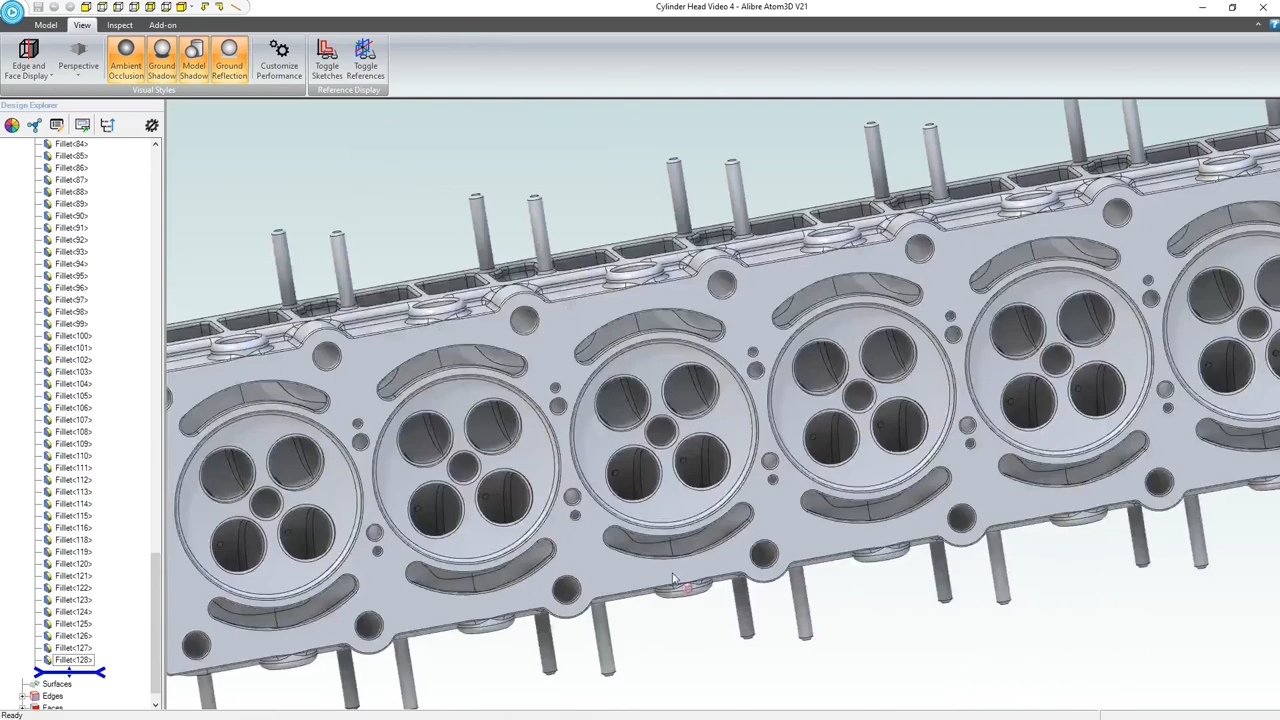 Cylinder Head Video 4 - Alibre Atom3D V21
Model View Inspect Add-on
Edge and Face Display
Perspective
Ambient Occlusion
Ground Shadow
Model Shadow
Ground Reflection
Customize Performance
Toggle Sketches
Toggle References
Visual Styles
Reference Display
Design Explorer
Fillet<84>
Fillet<85>
Fillet<86>
Fillet<87>
Fillet<88>
Fillet<89>
Fillet<90>
Fillet<91>
Fillet<92>
Fillet<93>
Fillet<94>
Fillet<95>
Fillet<96>
Fillet<97>
Fillet<98>
Fillet<99>
Fillet<100>
Fillet<101>
Fillet<102>
Fillet<103>
Fillet<104>
Fillet<105>
Fillet<106>
Fillet<107>
Fillet<108>
Fillet<109>
Fillet<110>
Fillet<111>
Fillet<112>
Fillet<113>
Fillet<114>
Fillet<115>
Fillet<116>
Fillet<118>
Fillet<119>
Fillet<120>
Fillet<121>
Fillet<122>
Fillet<123>
Fillet<124>
Fillet<125>
Fillet<126>
Fillet<127>
Fillet<128>
Surfaces
Edges
Faces
Ready